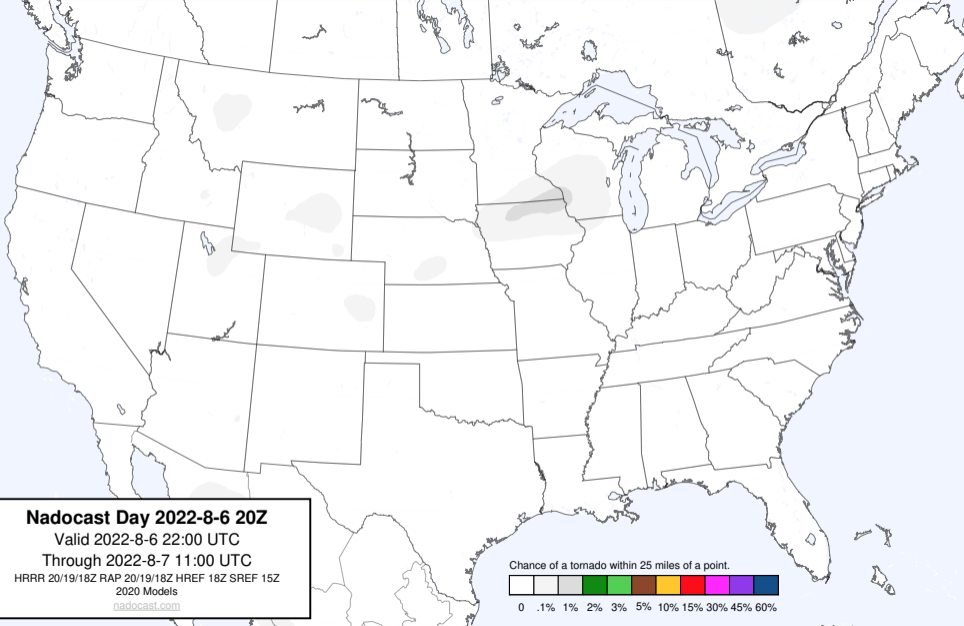 Nadocast Day 2022-8-6 20Z
Valid 2022-8-6 22:00 UTC
Through 2022-8-7 11:00 UTC
HRRR 20/19/18Z RAP 20/19/18Z HREF 18Z SREF 15Z
2020 Models
nadocast.com
Chance of a tornado within 25 miles of a point.
0 .1% 1% 2% 3% 5% 10% 15% 30% 45% 60%